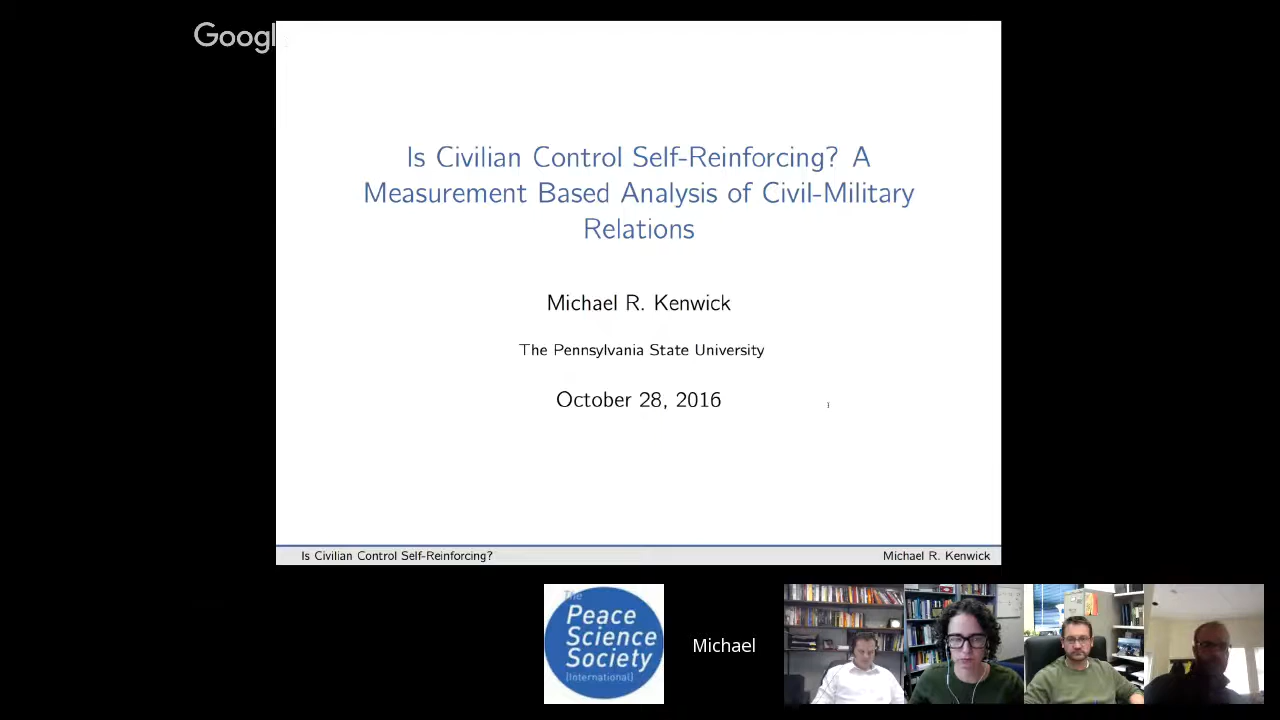 Googl
Is Civilian Control Self-Reinforcing? A
Measurement Based Analysis of Civil-Military
Relations
Michael R. Kenwick
The Pennsylvania State University
October 28, 2016
Is Civilian Control Self-Reinforcing?
Michael R. Kenwick
The
Peace
Science
Society
[International]
Michael